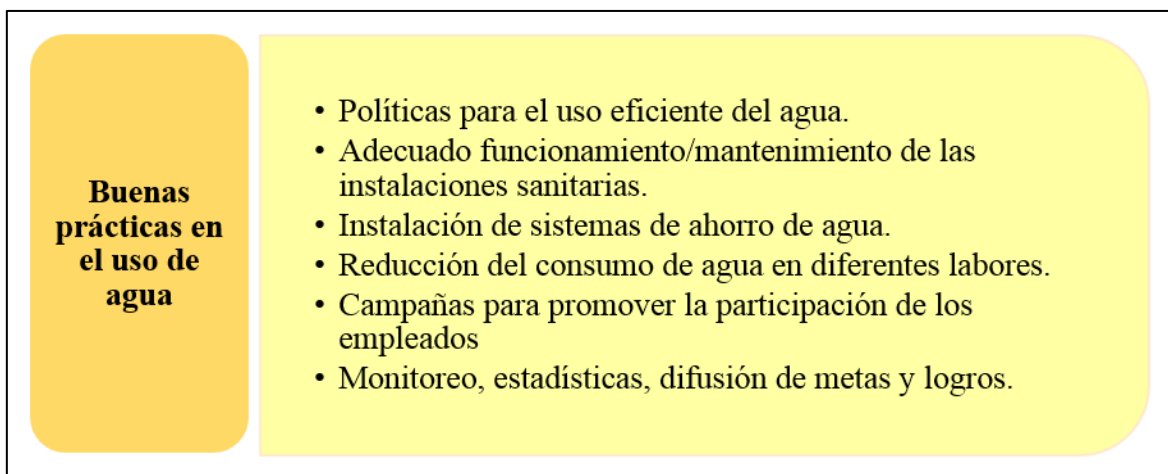 Buenas
prácticas en
el uso de
agua
• Políticas para el uso eficiente del agua.
• Adecuado funcionamiento/mantenimiento de las
instalaciones sanitarias.
• Instalación de sistemas de ahorro de agua.
• Reducción del consumo de agua en diferentes labores.
• Campañas para promover la participación de los
empleados
• Monitoreo, estadísticas, difusión de metas y logros.